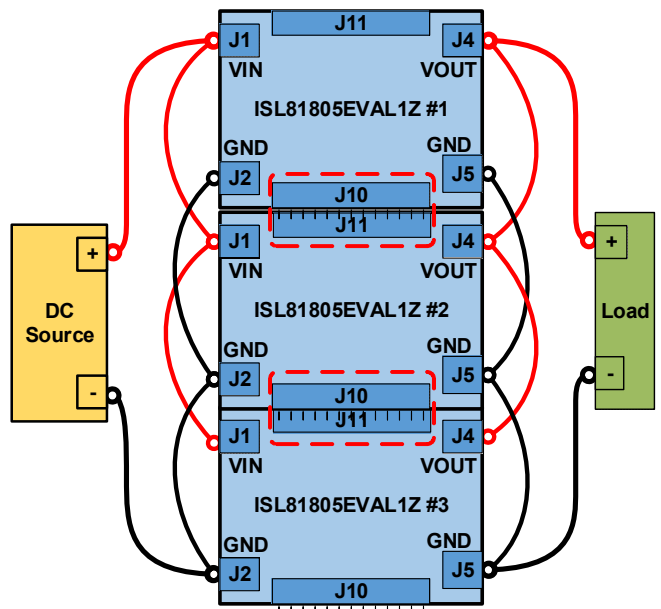 J11
J1
J4
VIN
VOUT
ISL81805EVAL1Z #1
GND
GND
J2
J5
J10
J11
J1
J4
VIN
VOUT
+
DC
Source
-
+
Load
-
ISL81805EVAL1Z #2
GND
GND
J2
J5
J10
J11
J1
J4
VIN
VOUT
ISL81805EVAL1Z #3
GND
GND
J2
J5
J10